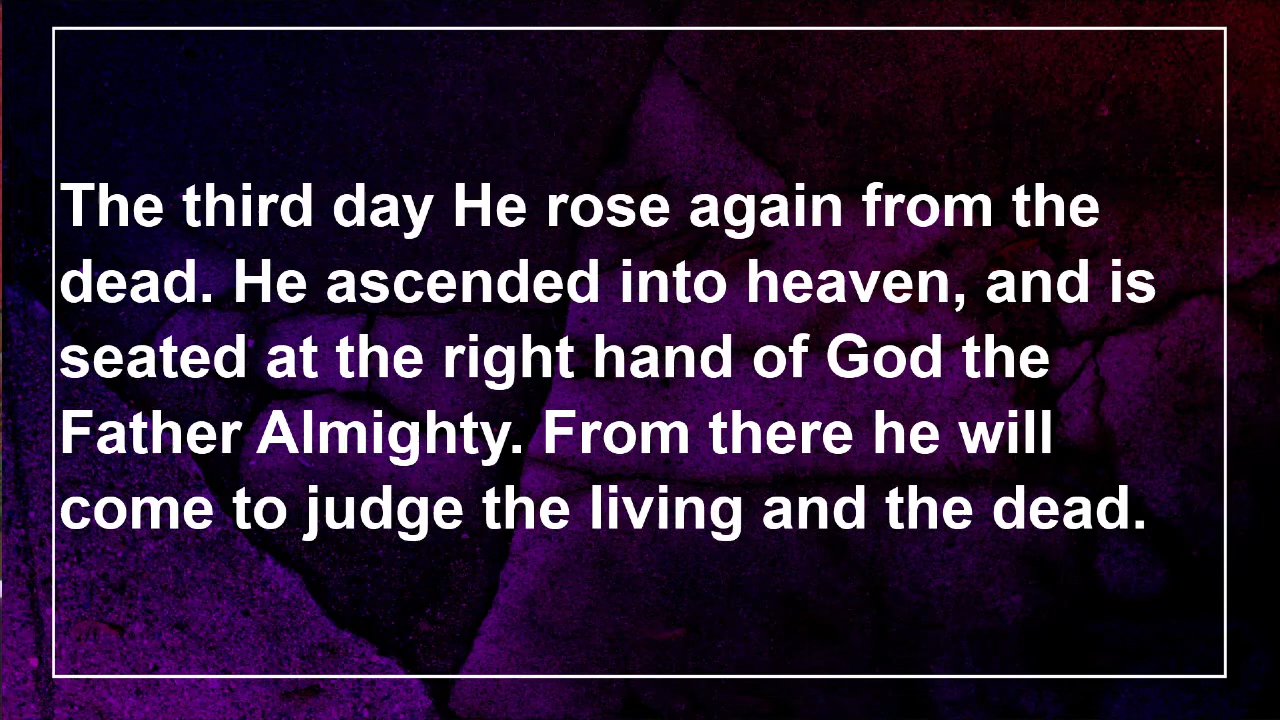 The third day He rose again from the
dead. He ascended into heaven, and is
seated at the right hand of God the
Father Almighty. From there he will
come to judge the living and the dead.